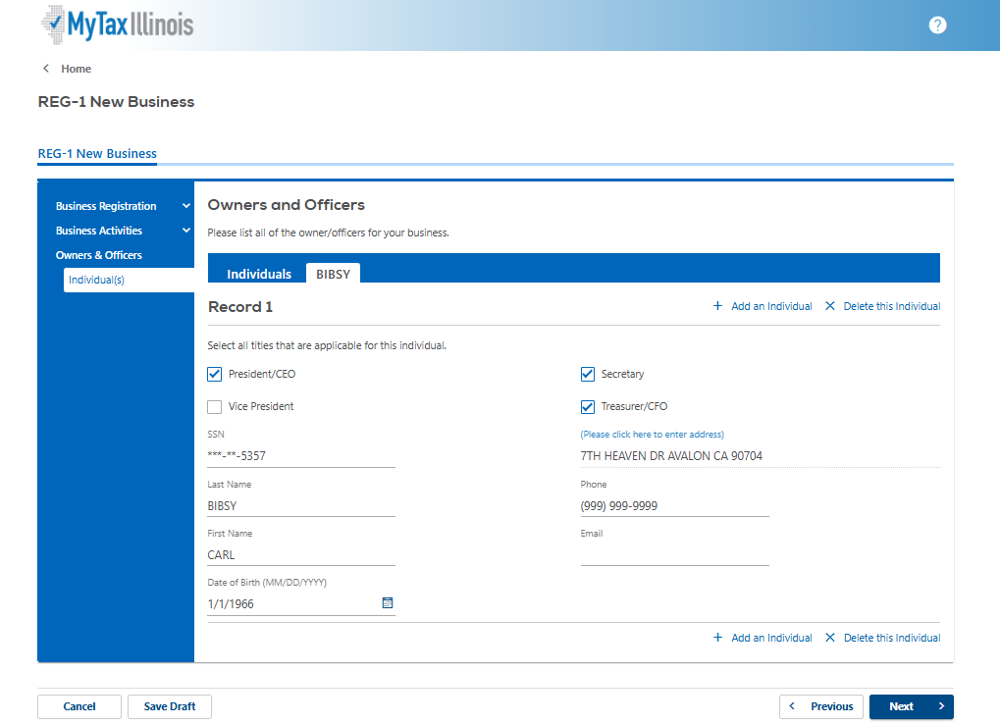 MyTax Illinois
?
Home
REG-1 New Business
REG-1 New Business
Business Registration
Business Activities
Owners & Officers
Individual(s)
Owners and Officers
Please list all of the owner/officers for your business.
Individuals BIBSY
Record 1
+ Add an Individual Delete this Individual
Select all titles that are applicable for this individual.
President/CEO Secretary
Vice President Treasurer/CFO
SSN (Please click here to enter address)
***-**-5357 7TH HEAVEN DR AVALON CA 90704
Last Name Phone
BIBSY (999) 999-9999
First Name Email
CARL
Date of Birth (MM/DD/YYYY)
1/1/1966
+ Add an Individual Delete this Individual
Cancel Save Draft Previous Next